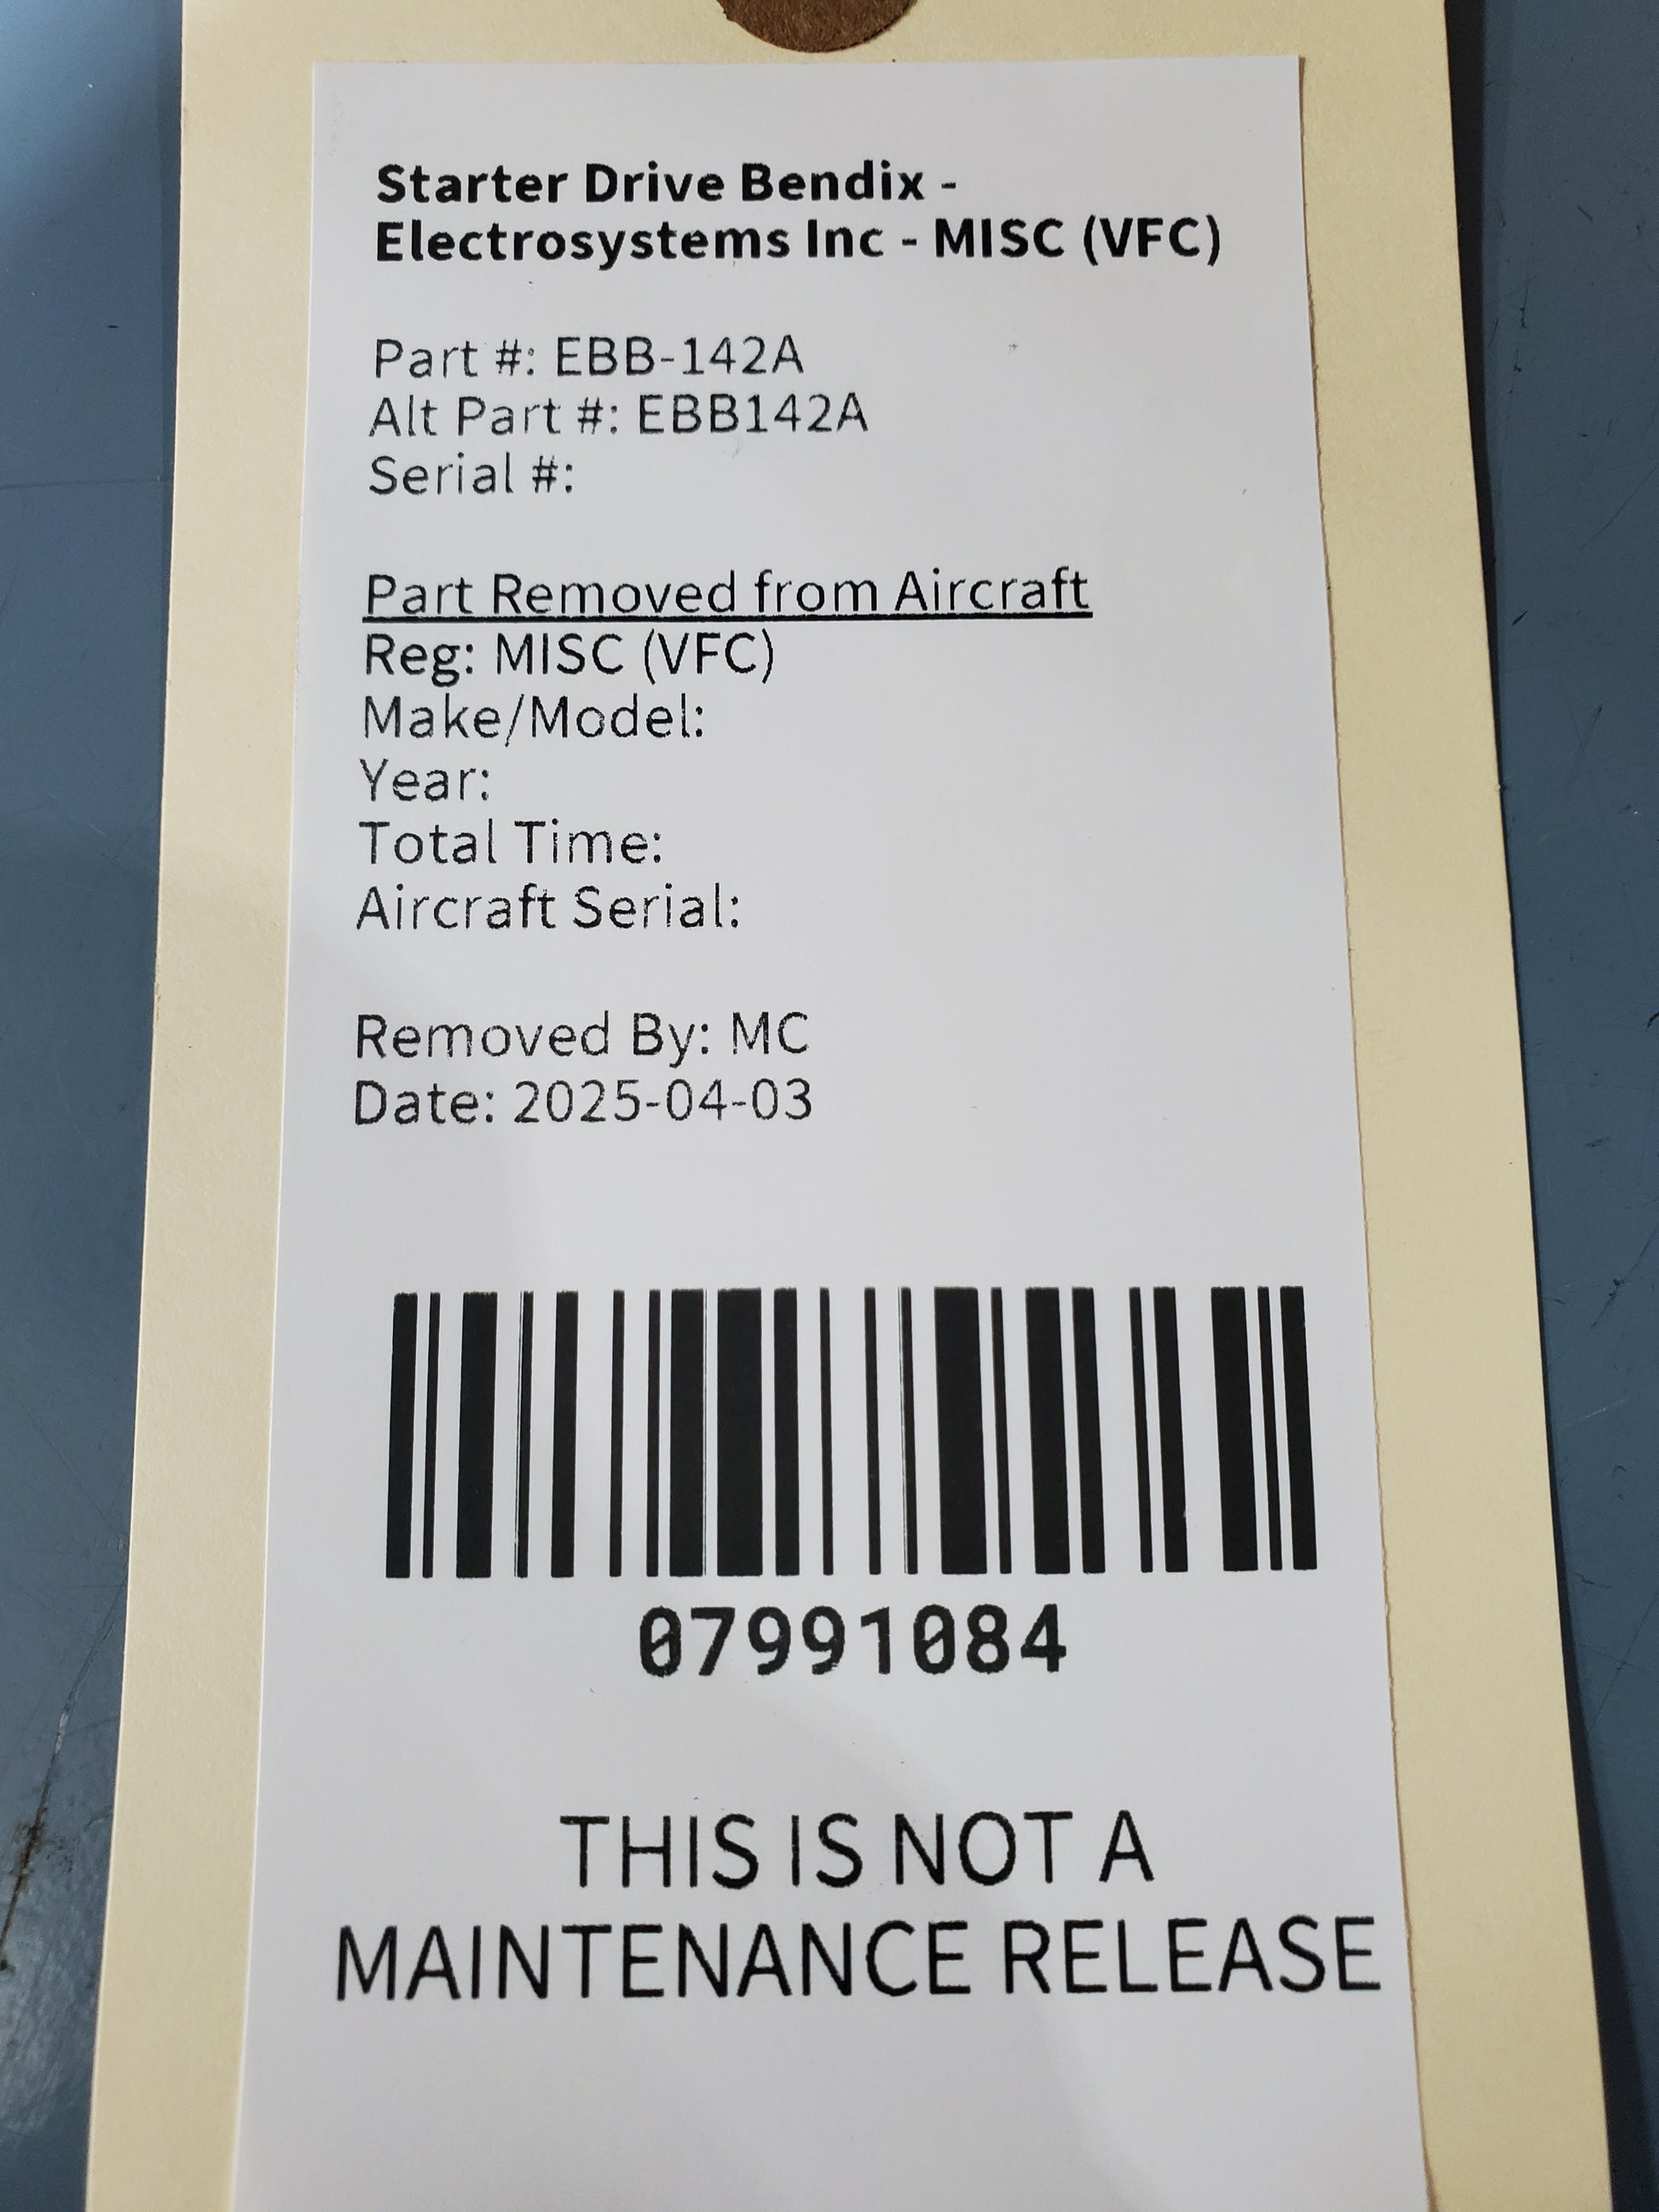 Starter Drive Bendix -
Electrosystems Inc - MISC (VFC)
Part #: EBB-142A
Alt Part #: EBB142A
Serial #:
Part Removed from Aircraft
Reg: MISC (VFC)
Make/Model:
Year:
Total Time:
Aircraft Serial:
Removed By: MC
Date: 2025-04-03
07991084
THIS IS NOT A
MAINTENANCE RELEASE